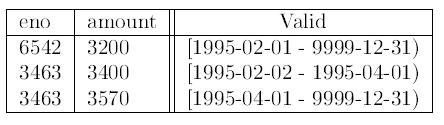 eno amount Valid
6542 3200 [1995-02-01 - 9999-12-31)
3463 3400 [1995-02-02 - 1995-04-01)
3463 3570 [1995-04-01 - 9999-12-31)